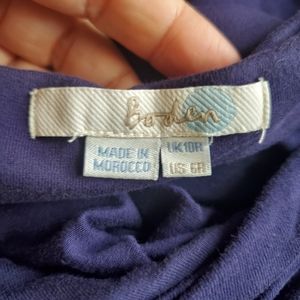 Boden
MADE IN
MOROCCO
UK10R
US 6R